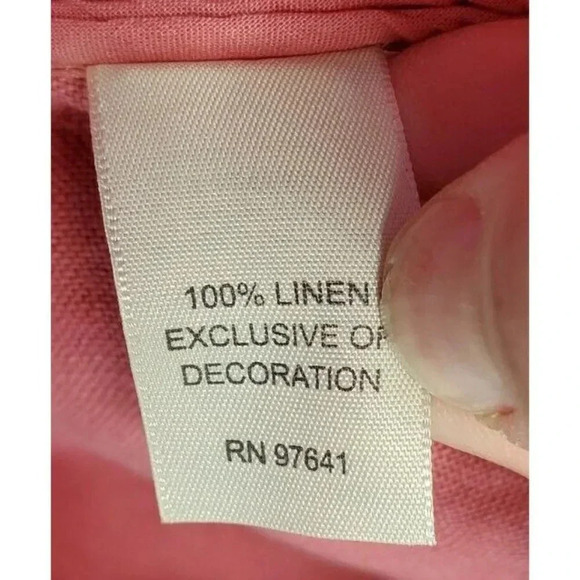 100% LINEN
EXCLUSIVE OF
DECORATION
RN 97641